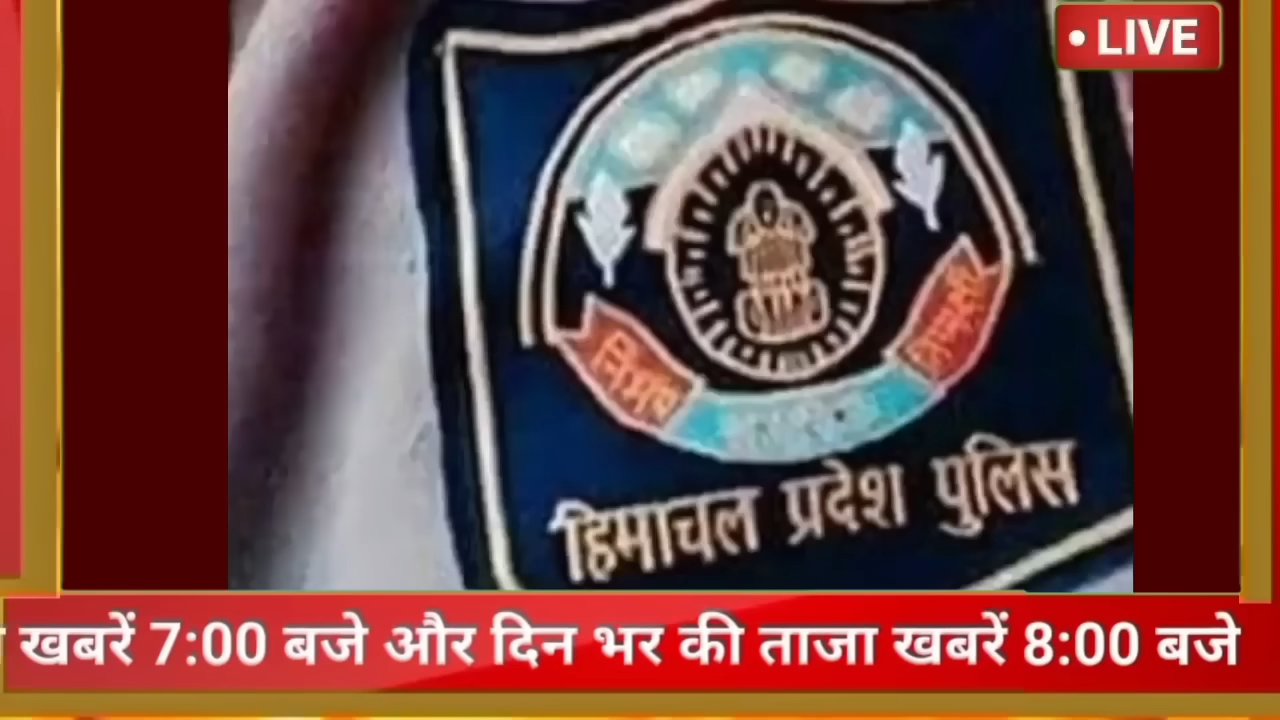 • LIVE
हिमाचल प्रदेश पुलिस
खबरें 7:00 बजे और दिन भर की ताजा खबरें 8:00 बजे